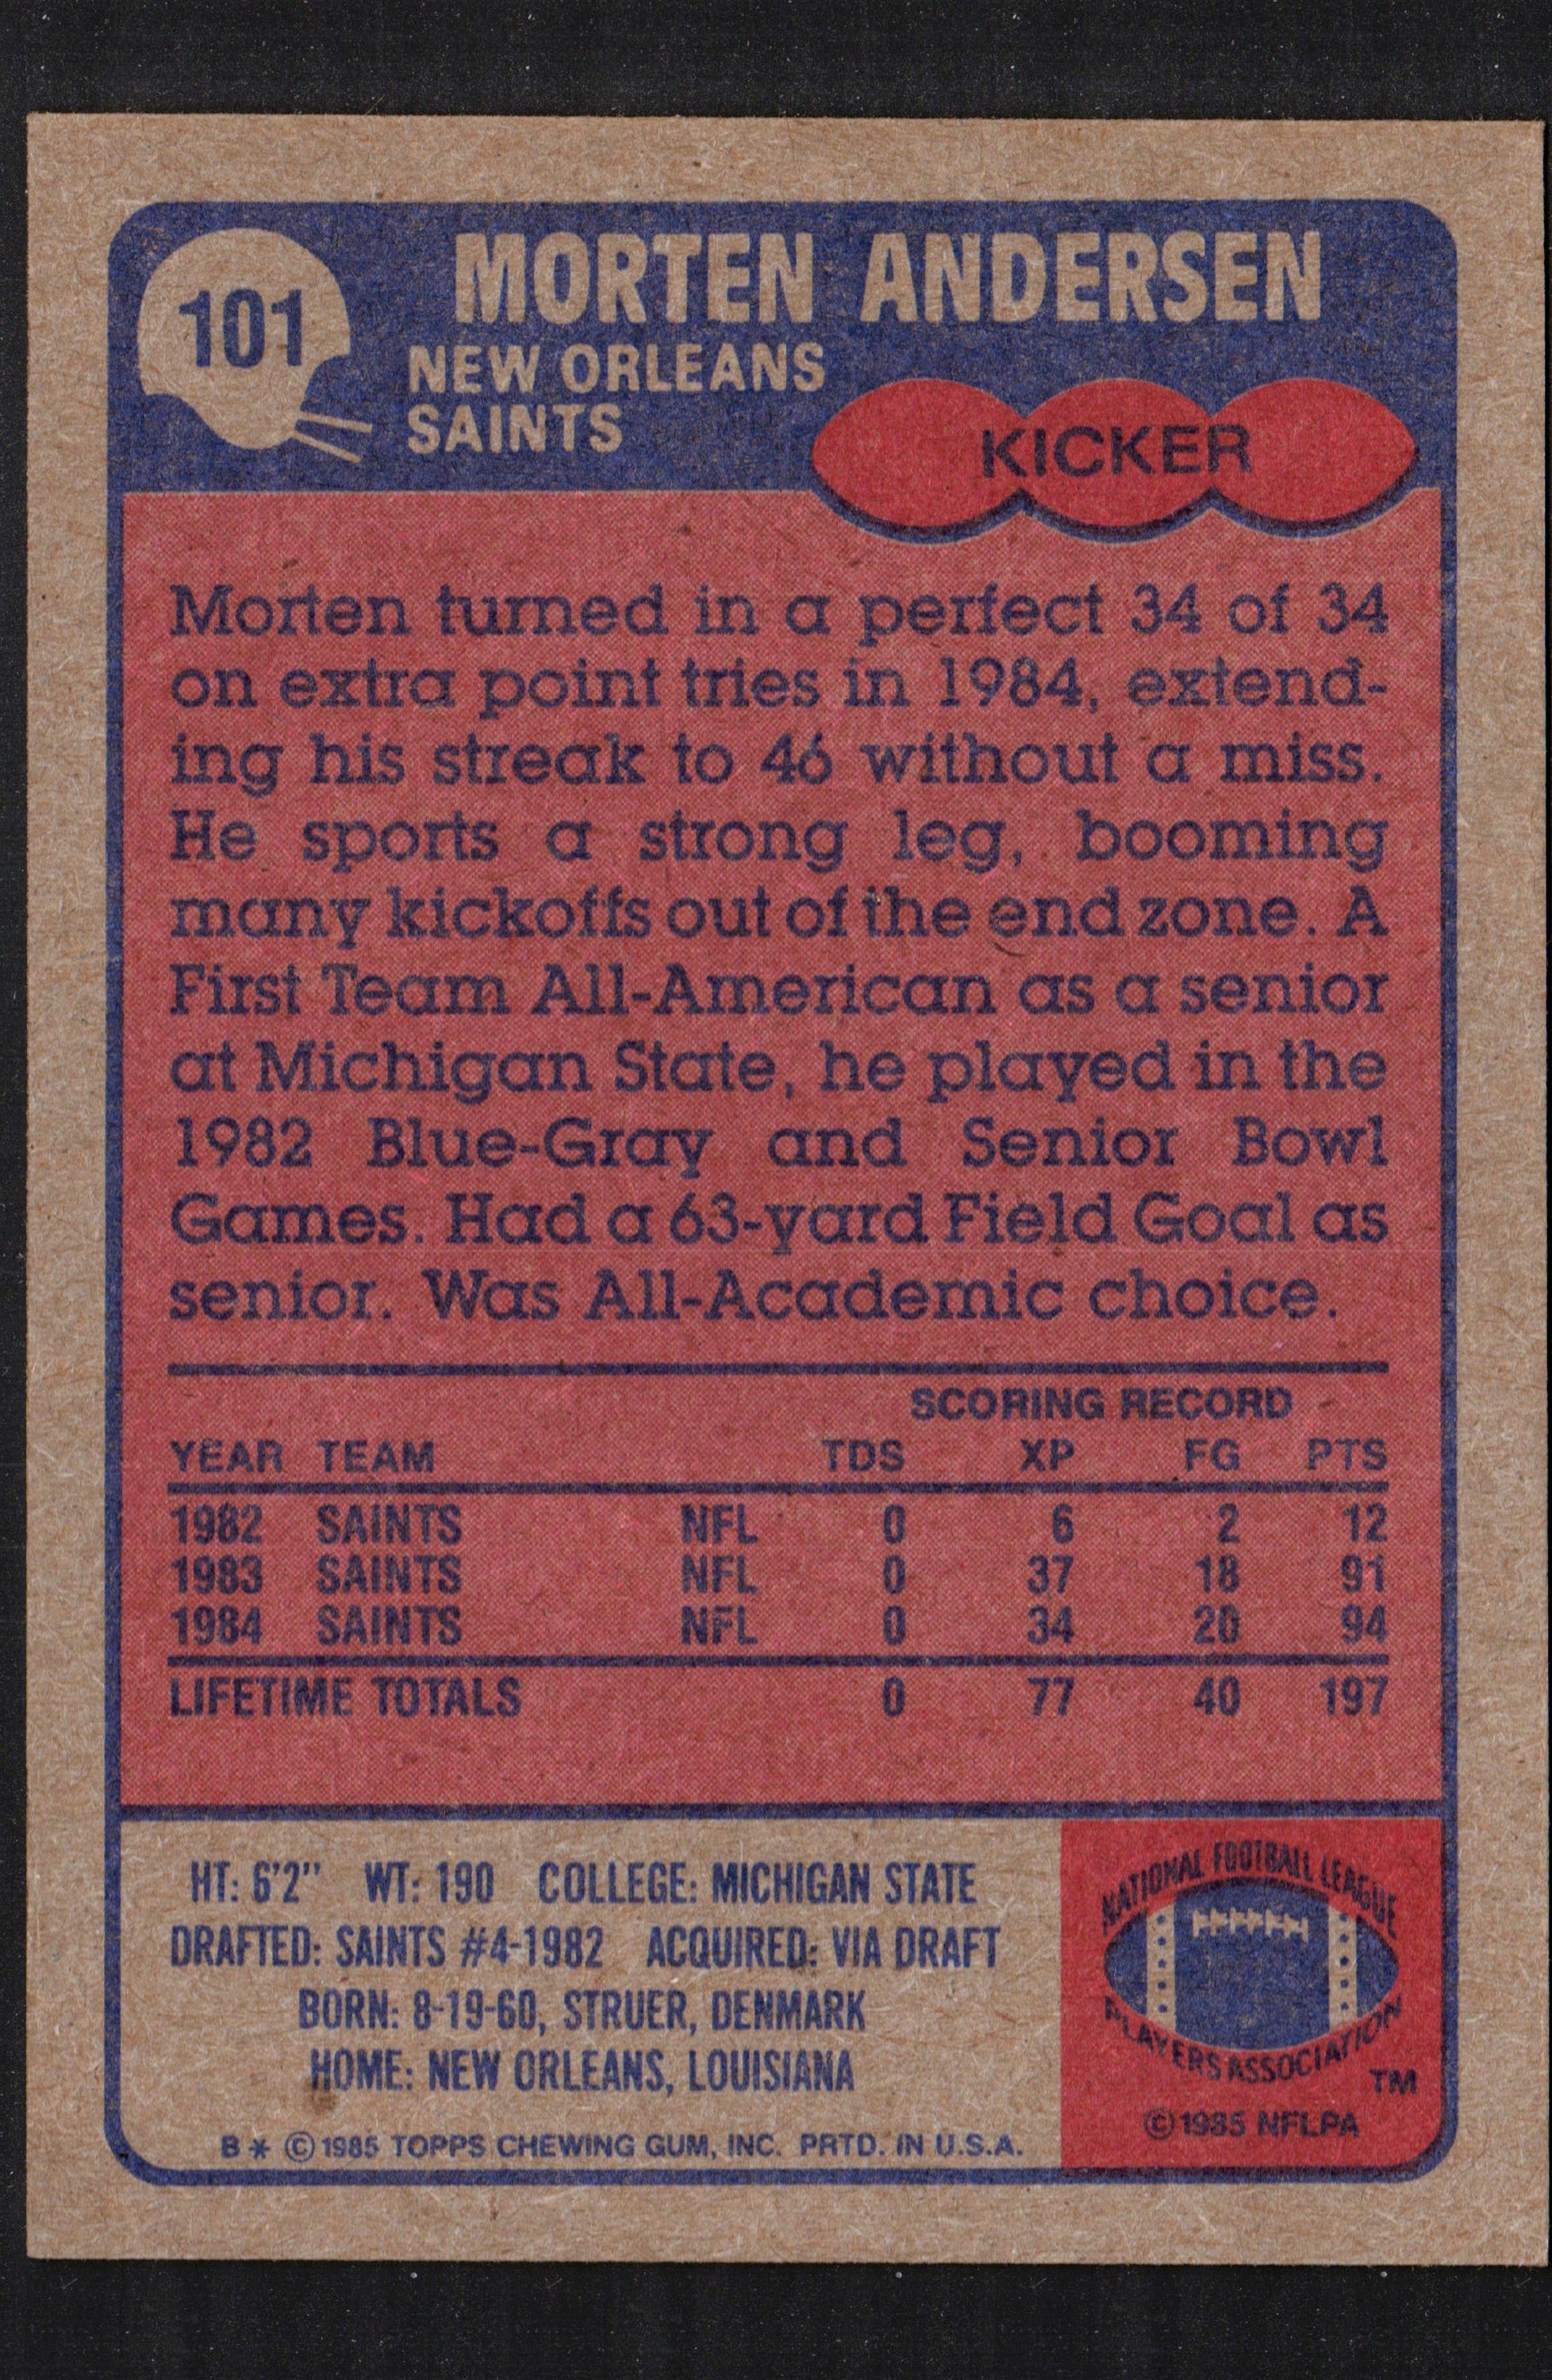 101
MORTEN ANDERSEN
NEW ORLEANS
SAINTS
KICKER
Morten turned in a perfect 34 of 34
on extra point tries in 1984, extend-
ing his streak to 46 without a miss.
He sports a strong leg, booming
many kickoffs out of the end zone. A
First Team All-American as a senior
at Michigan State, he played in the
1982 Blue-Gray and Senior Bowl
Games. Had a 63-yard Field Goal as
senior. Was All-Academic choice.
SCORING RECORD
YEAR TEAM TDS XP FG PTS
1982 SAINTS NFL 0 6 2 12
1983 SAINTS NFL 0 37 18 91
1984 SAINTS NFL 0 34 20 94
LIFETIME TOTALS 0 77 40 197
HT: 6'2" WT: 190 COLLEGE: MICHIGAN STATE
DRAFTED: SAINTS #4-1982 ACQUIRED: VIA DRAFT
BORN: 8-19-60, STRUER, DENMARK
HOME: NEW ORLEANS, LOUISIANA
B* © 1985 TOPPS CHEWING GUM, INC. PRTD. IN U.S.A.
NATIONAL FOOTBALL LEAGUE
PLAYERS ASSOCIATION
TM
© 1985 NFLPA